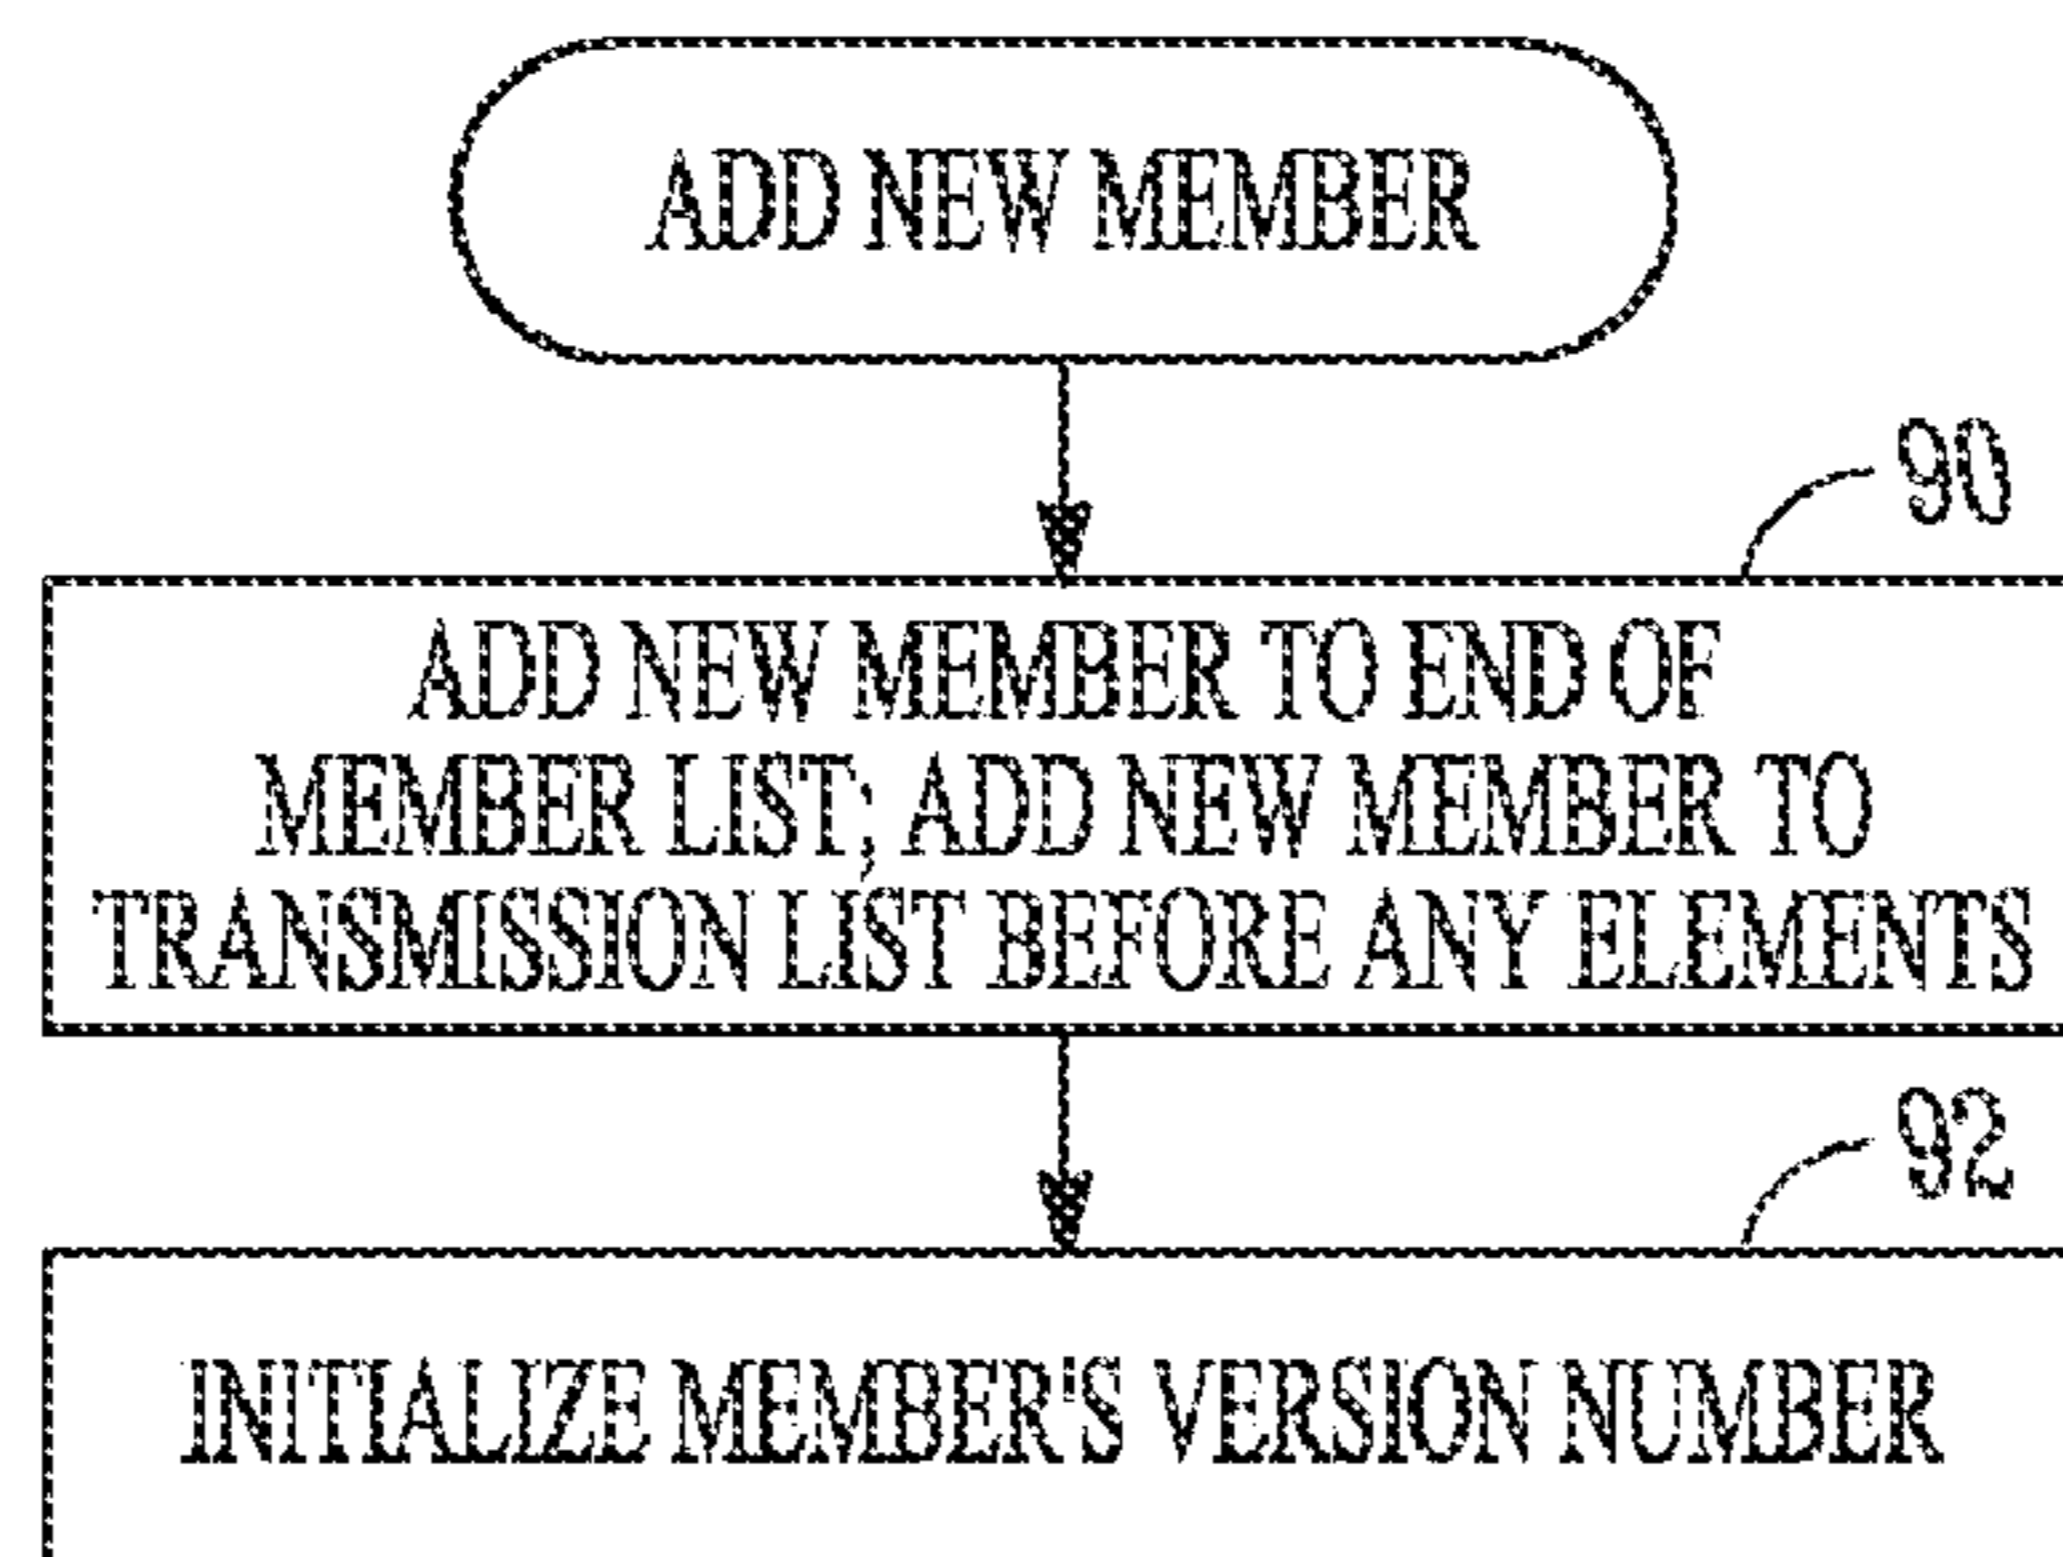 ADD NEW MEMBER
90
ADD NEW MEMBER TO END OF
MEMBER LIST; ADD NEW MEMBER TO
TRANSMISSION LIST BEFORE ANY ELEMENTS
92
INITIALIZE MEMBER'S VERSION NUMBER